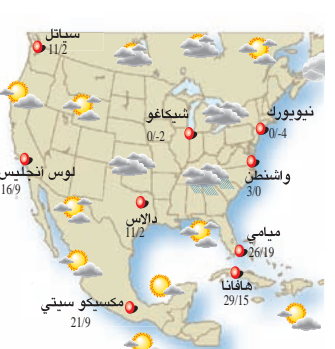 سياتل
11/2
نيويورك
0/-4
شيكاغو
0/-2
واشنطن
3/0
لوس أنجليس
16/9
دالاس
11/2
ميامي
26/19
هافانا
29/15
مكسيكو سيتي
21/9